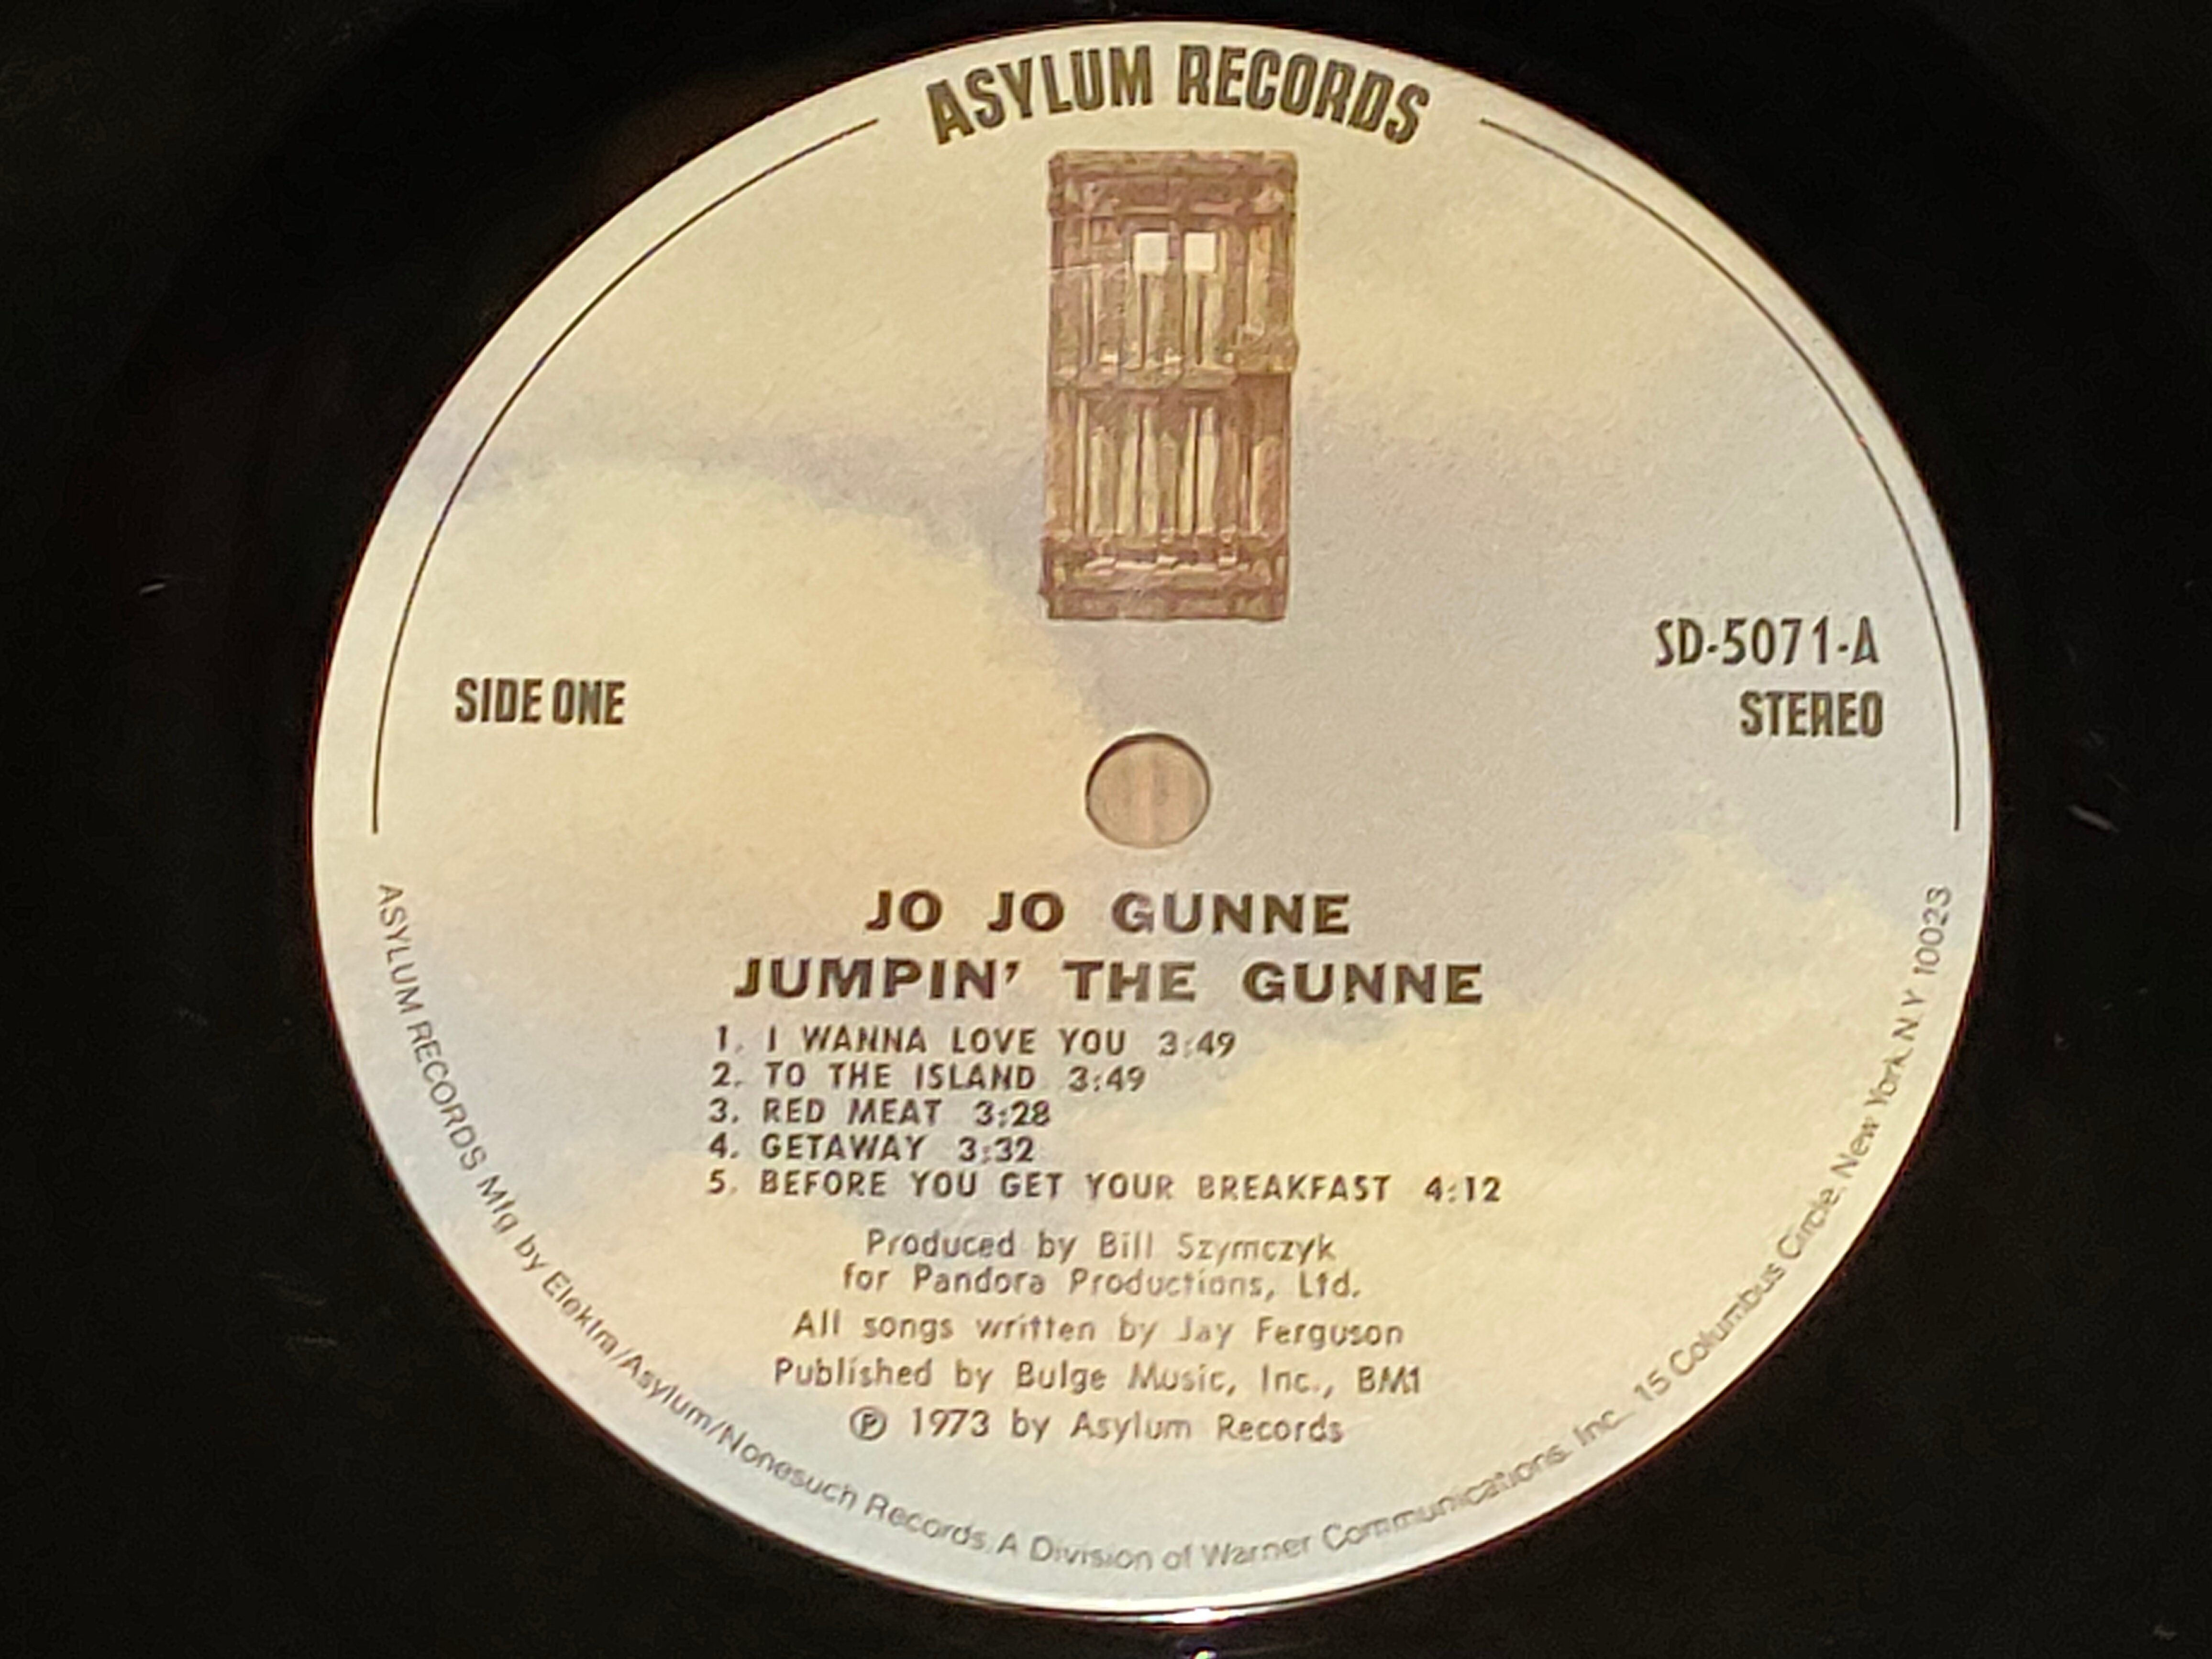 ASYLUM RECORDS
SIDE ONE
SD-5071-A
STEREO
JO JO GUNNE
JUMPIN' THE GUNNE
1. I WANNA LOVE YOU 3:49
2. TO THE ISLAND 3:49
3. RED MEAT 3:28
4. GETAWAY 3:32
5. BEFORE YOU GET YOUR BREAKFAST 4:12
Produced by Bill Szymczyk
for Pandora Productions, Ltd.
All songs written by Jay Ferguson
Published by Bulge Music, Inc., BMI
℗ 1973 by Asylum Records
ASYLUM RECORDS Mfg by Elektra/Asylum/Nonesuch Records, A Division of Warner Communications, Inc., 15 Columbus Circle, New York, N.Y. 10023